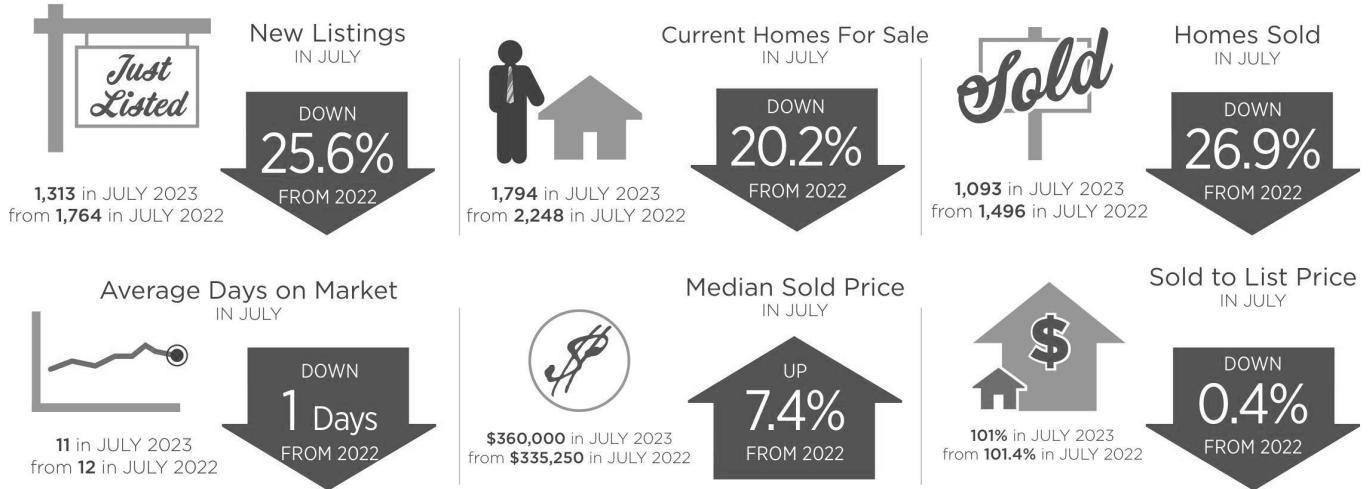 Just
Listed
New Listings
IN JULY
DOWN
25.6%
FROM 2022
1,313 in JULY 2023
from 1,764 in JULY 2022
Current Homes For Sale
IN JULY
DOWN
20.2%
FROM 2022
1,794 in JULY 2023
from 2,248 in JULY 2022
Sold
Homes Sold
IN JULY
DOWN
26.9%
FROM 2022
1,093 in JULY 2023
from 1,496 in JULY 2022
Average Days on Market
IN JULY
DOWN
1 Days
FROM 2022
11 in JULY 2023
from 12 in JULY 2022
$
Median Sold Price
IN JULY
UP
7.4%
FROM 2022
$360,000 in JULY 2023
from $335,250 in JULY 2022
$
Sold to List Price
IN JULY
DOWN
0.4%
FROM 2022
101% in JULY 2023
from 101.4% in JULY 2022